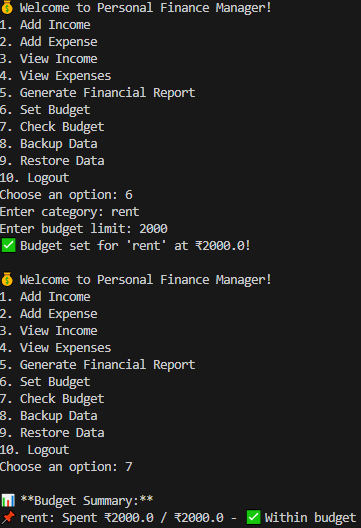 💰 Welcome to Personal Finance Manager!
1. Add Income
2. Add Expense
3. View Income
4. View Expenses
5. Generate Financial Report
6. Set Budget
7. Check Budget
8. Backup Data
9. Restore Data
10. Logout
Choose an option: 6
Enter category: rent
Enter budget limit: 2000
✅ Budget set for 'rent' at ₹2000.0!
💰 Welcome to Personal Finance Manager!
1. Add Income
2. Add Expense
3. View Income
4. View Expenses
5. Generate Financial Report
6. Set Budget
7. Check Budget
8. Backup Data
9. Restore Data
10. Logout
Choose an option: 7
📊 **Budget Summary:**
📌 rent: Spent ₹2000.0 / ₹2000.0 - ✅ Within budget